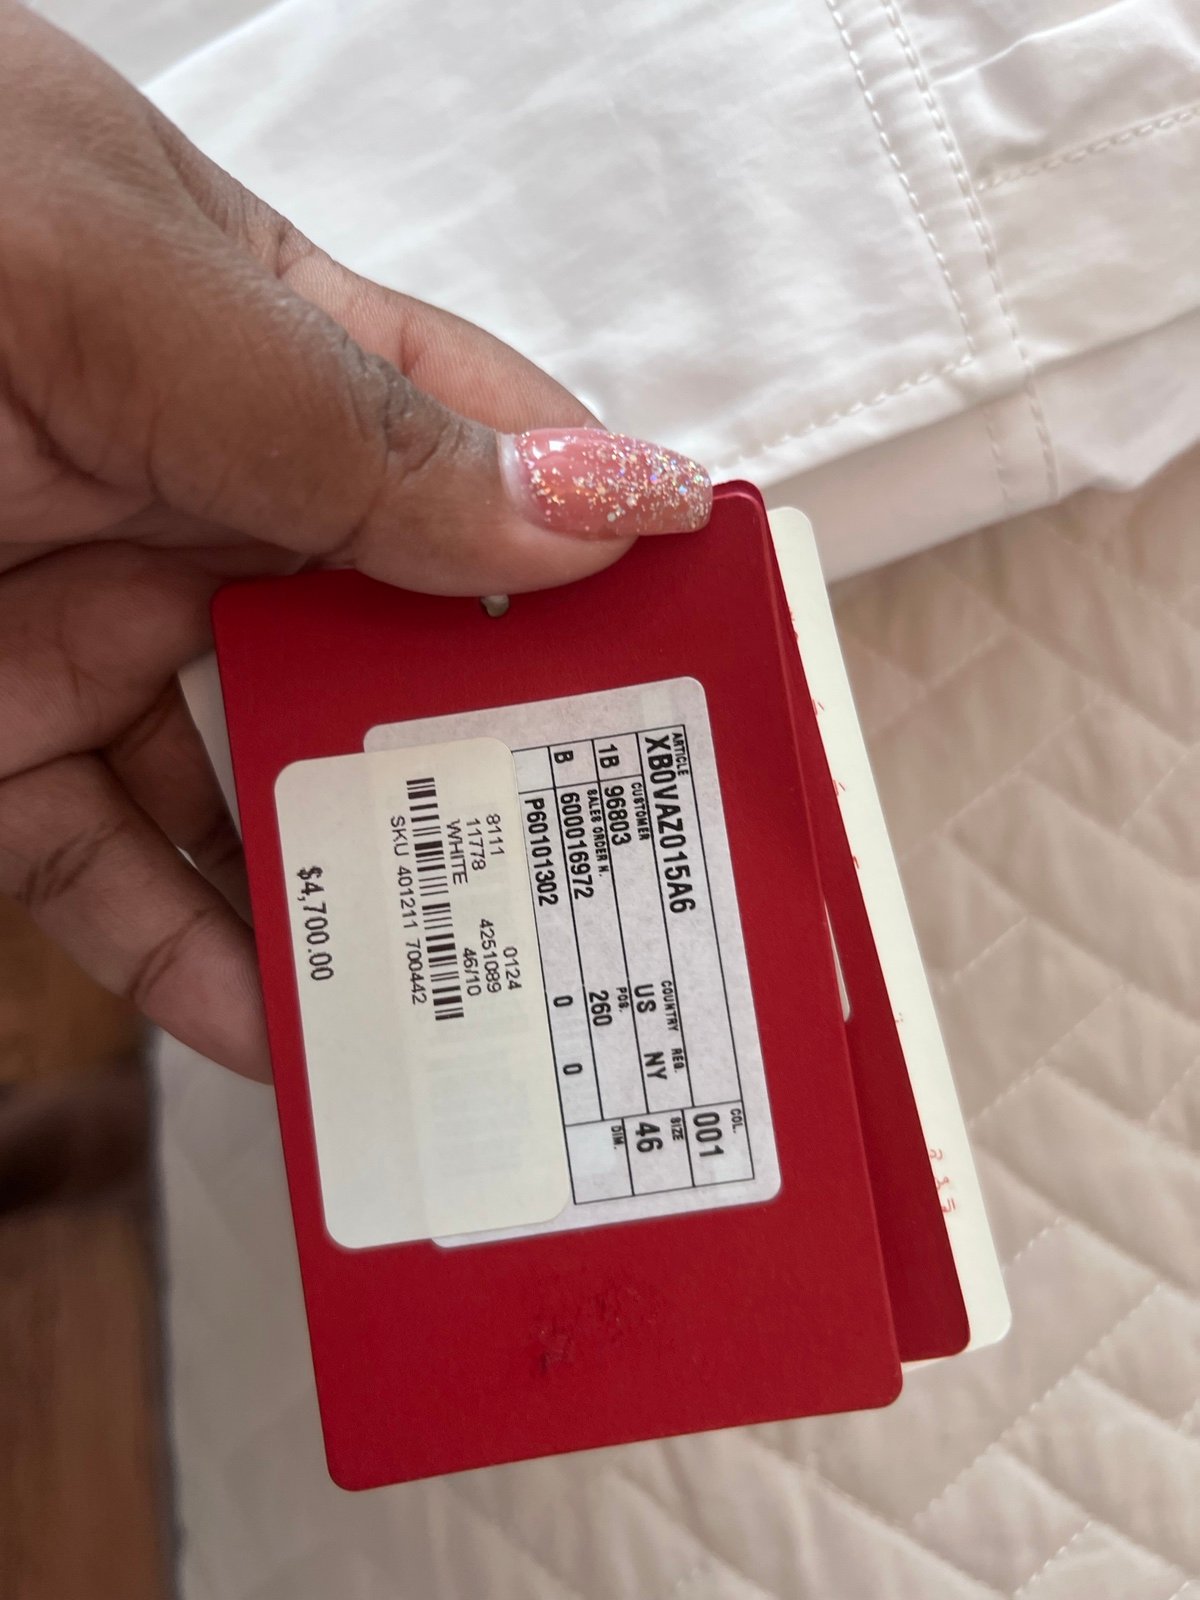 ARTICLE COL.
XB0VAZ015A6 001
CUSTOMER COUNTRY REQ. SIZE
1B 96803 US NY 46
SALES ORDER N. POS. DIM.
B 600016972 260
P60101302 0 0
0124
8111 4251089
11778 46/10
WHITE
SKU 401211 700442
$4,700.00